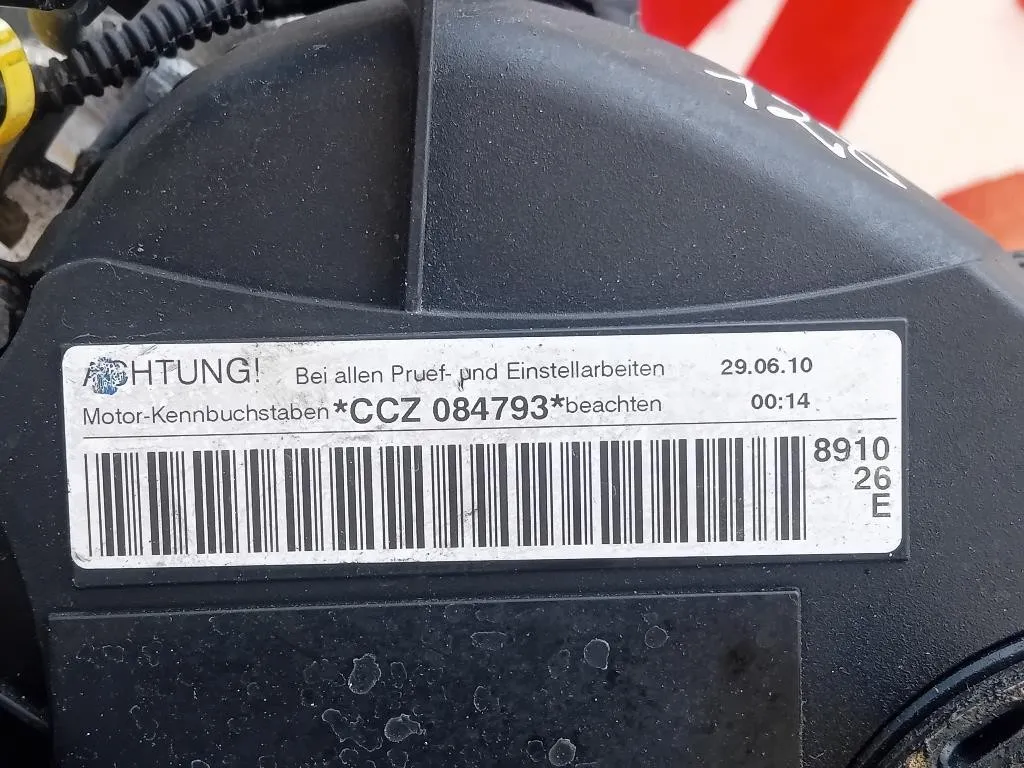 ACHTUNG! Bei allen Pruef- und Einstellarbeiten 29.06.10
Motor-Kennbuchstaben *CCZ 084793* beachten 00:14
8910
26
E